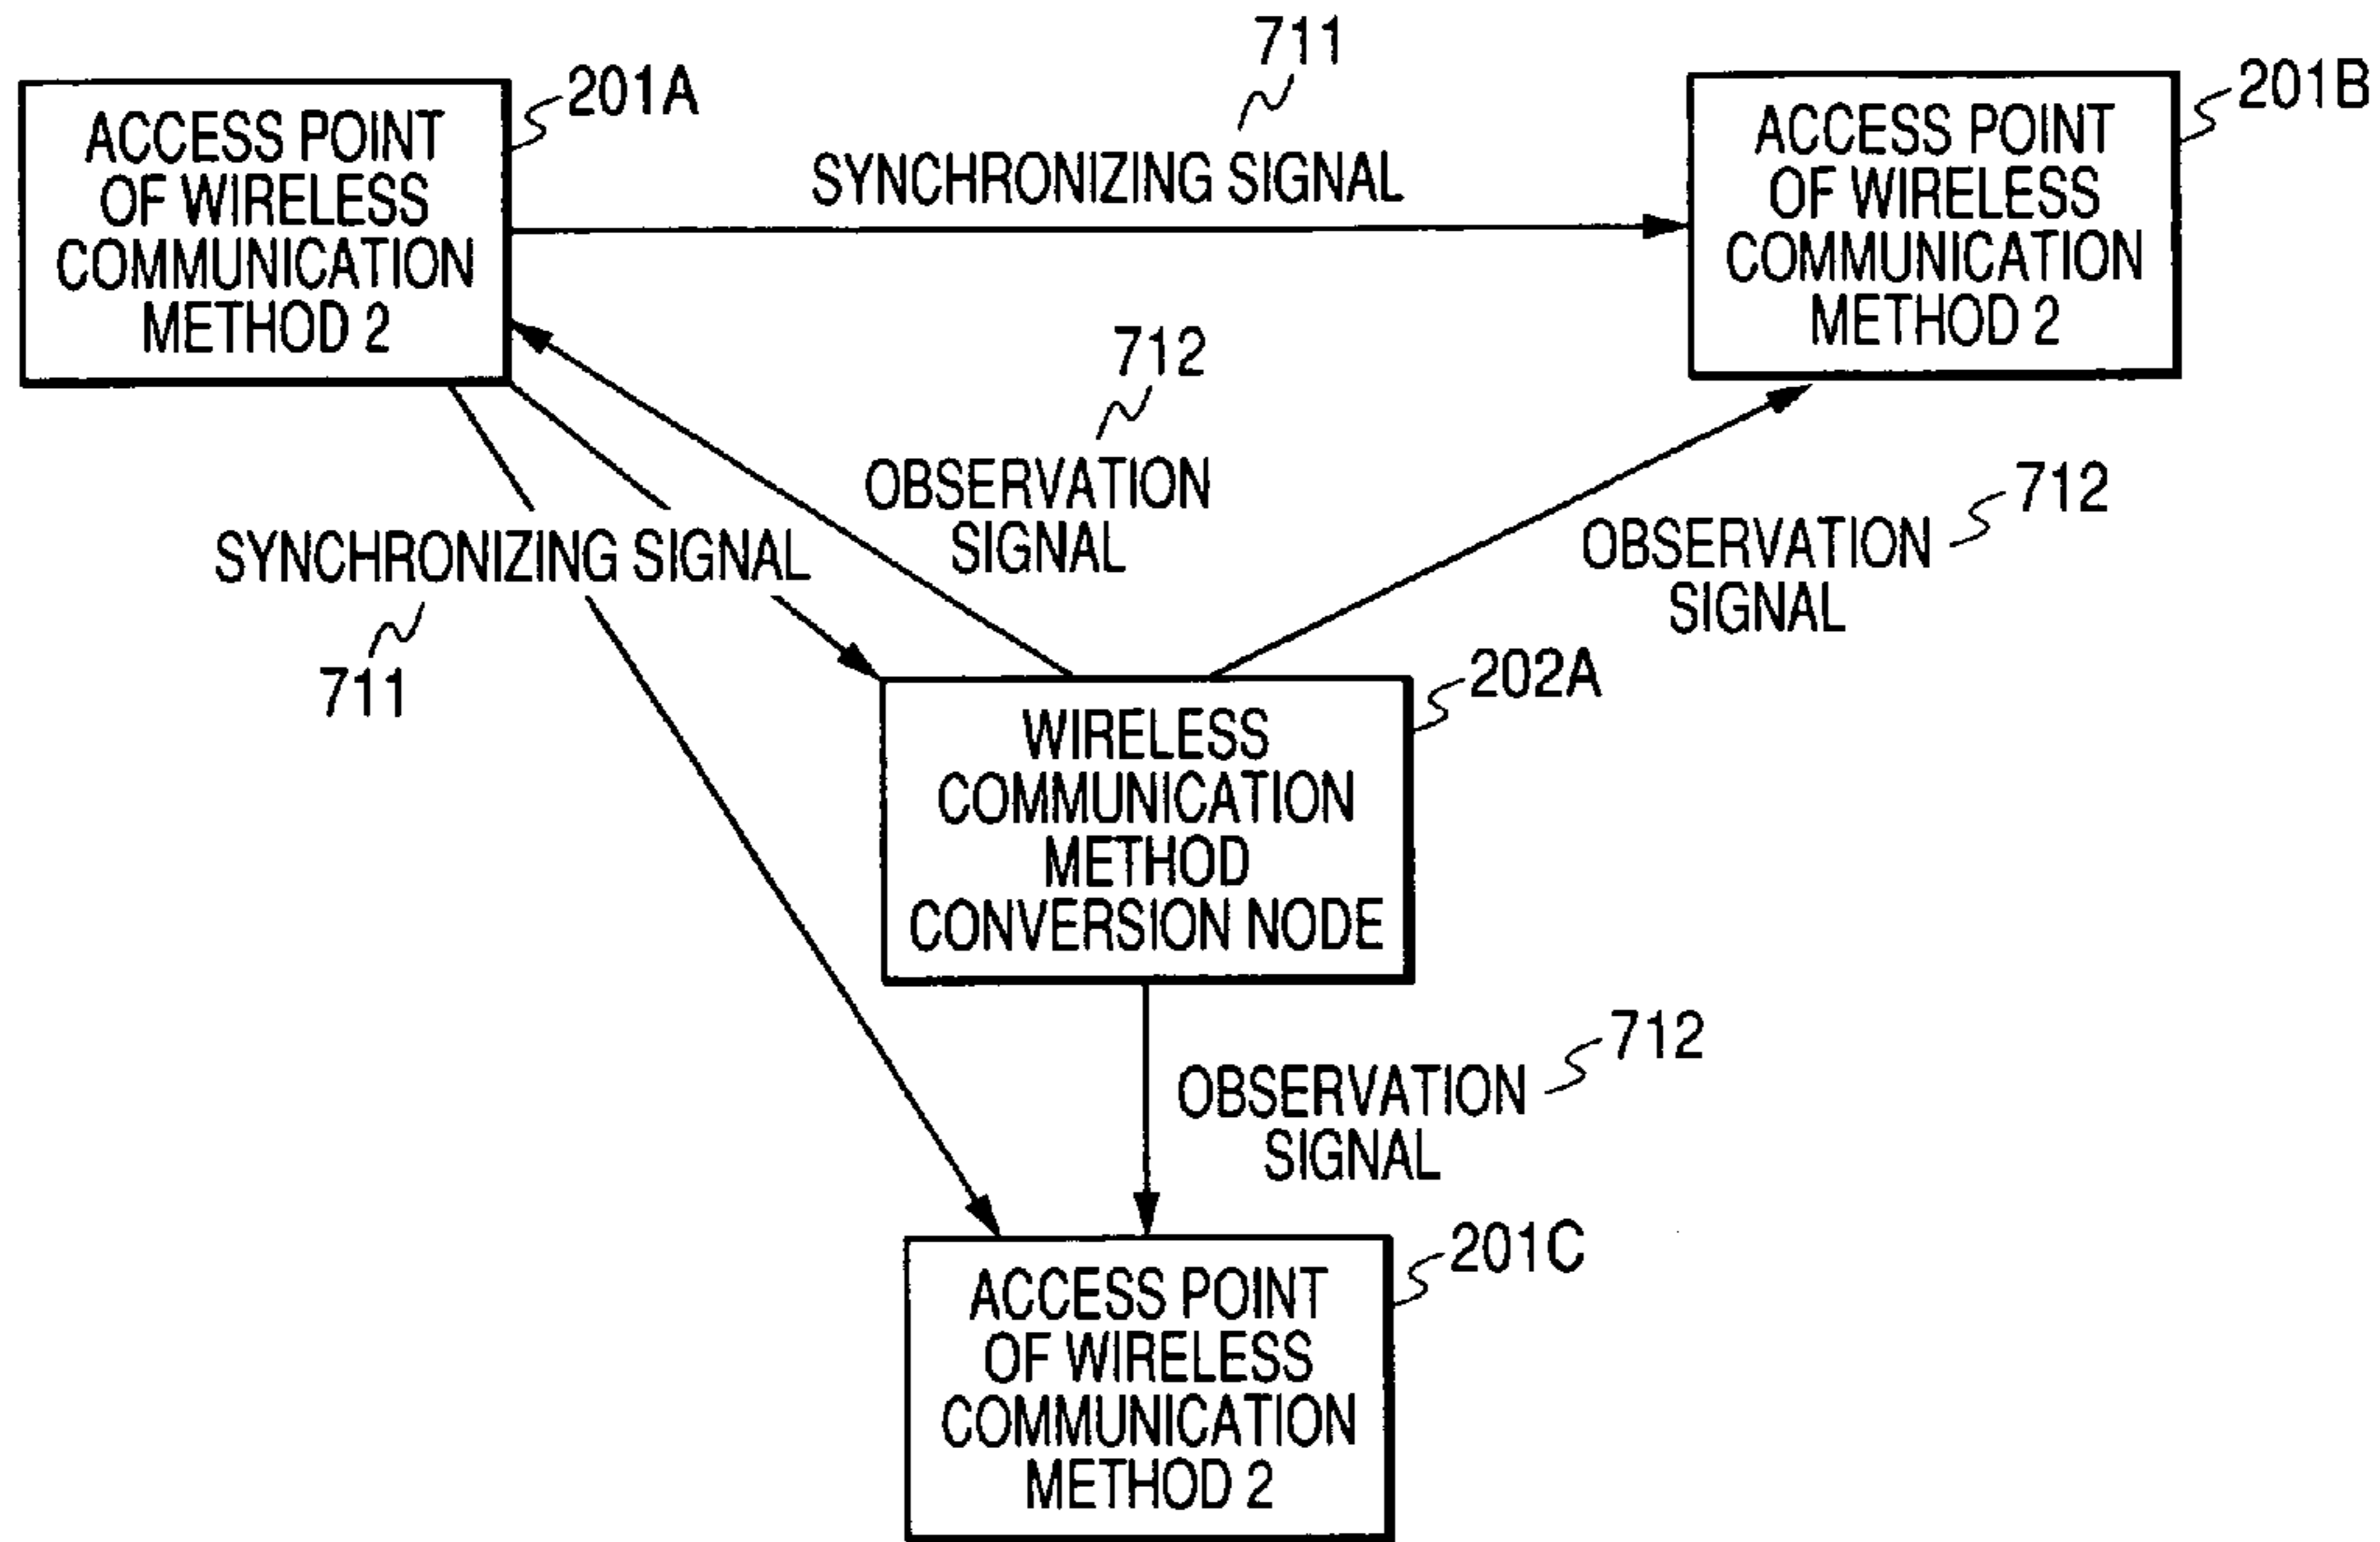 711
201A
201B
ACCESS POINT
OF WIRELESS
COMMUNICATION
METHOD 2
SYNCHRONIZING SIGNAL
ACCESS POINT
OF WIRELESS
COMMUNICATION
METHOD 2
712
OBSERVATION
SIGNAL
712
OBSERVATION
SIGNAL
SYNCHRONIZING SIGNAL
711
202A
WIRELESS
COMMUNICATION
METHOD
CONVERSION NODE
712
OBSERVATION
SIGNAL
201C
ACCESS POINT
OF WIRELESS
COMMUNICATION
METHOD 2